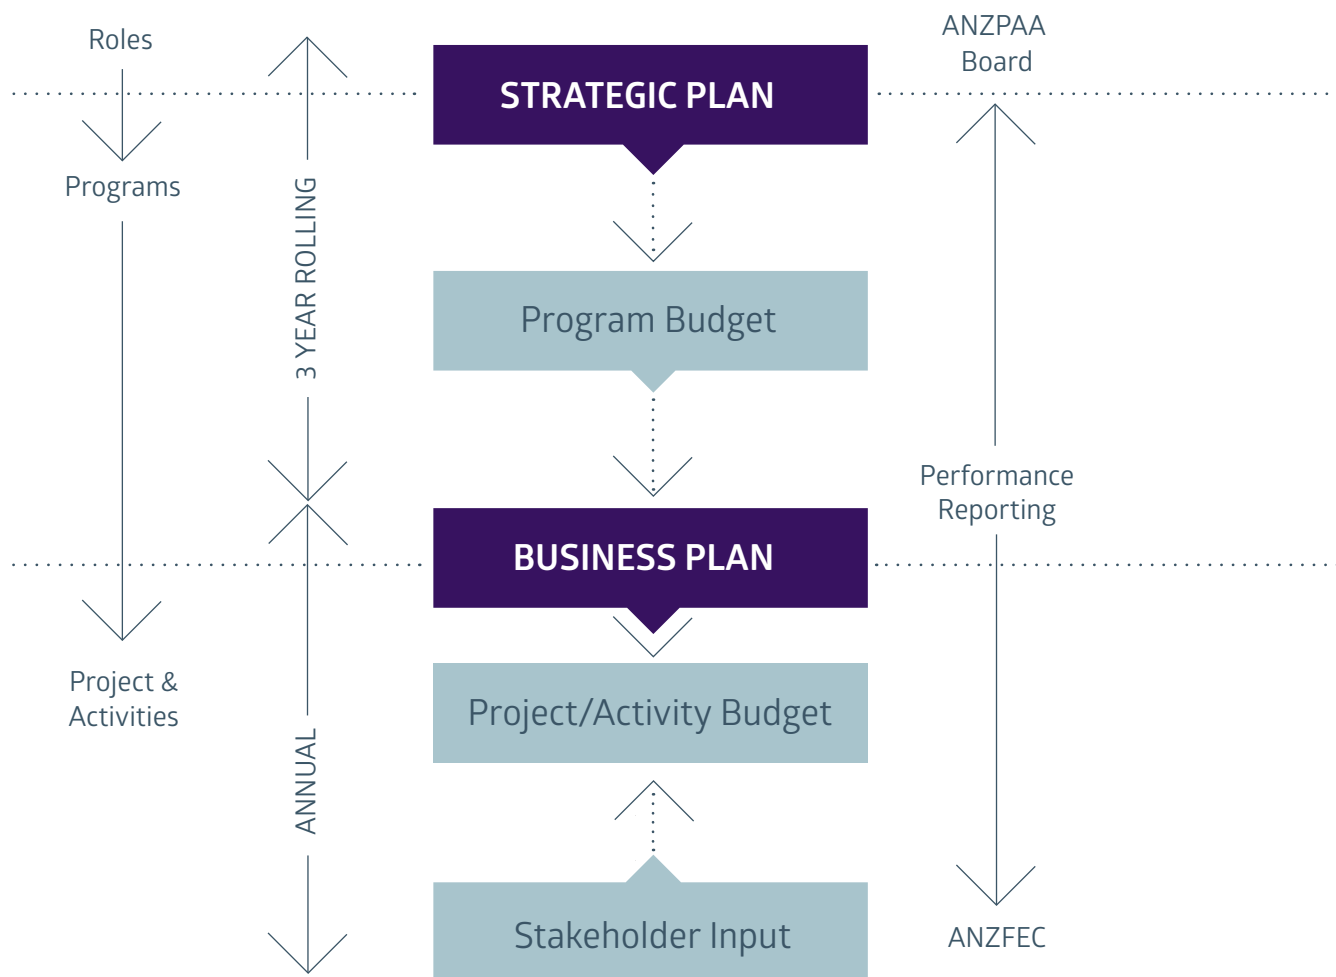 Roles
Programs
Project &
Activities
3 YEAR ROLLING
ANNUAL
STRATEGIC PLAN
Program Budget
BUSINESS PLAN
Project/Activity Budget
Stakeholder Input
ANZPAA
Board
Performance
Reporting
ANZFEC